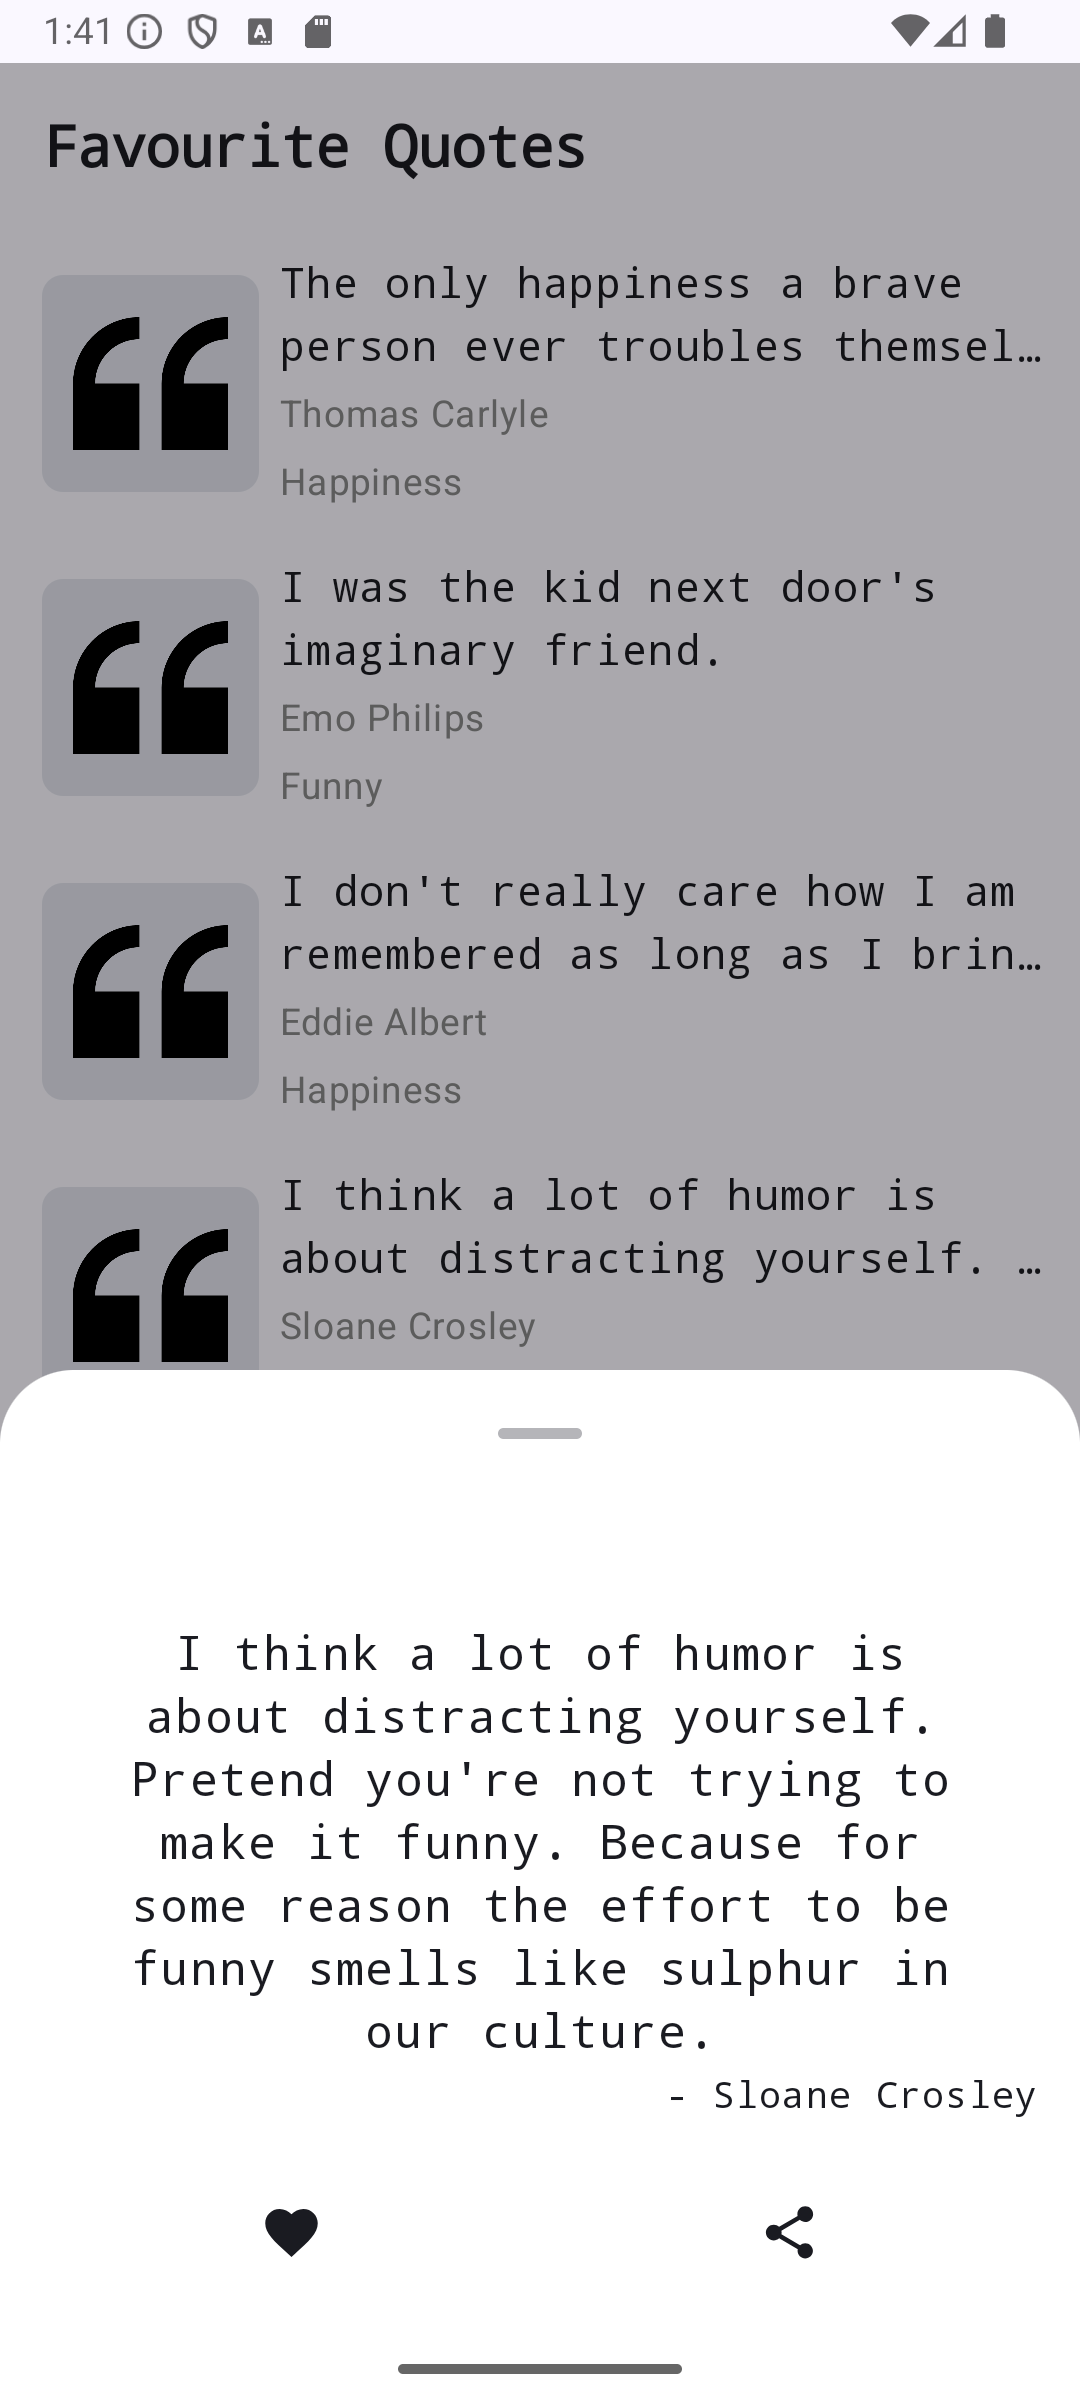 1:41
Favourite Quotes
The only happiness a brave
person ever troubles themsel…
Thomas Carlyle
Happiness
I was the kid next door's
imaginary friend.
Emo Philips
Funny
I don't really care how I am
remembered as long as I brin…
Eddie Albert
Happiness
I think a lot of humor is
about distracting yourself. …
Sloane Crosley
I think a lot of humor is
about distracting yourself.
Pretend you're not trying to
make it funny. Because for
some reason the effort to be
funny smells like sulphur in
our culture.
- Sloane Crosley